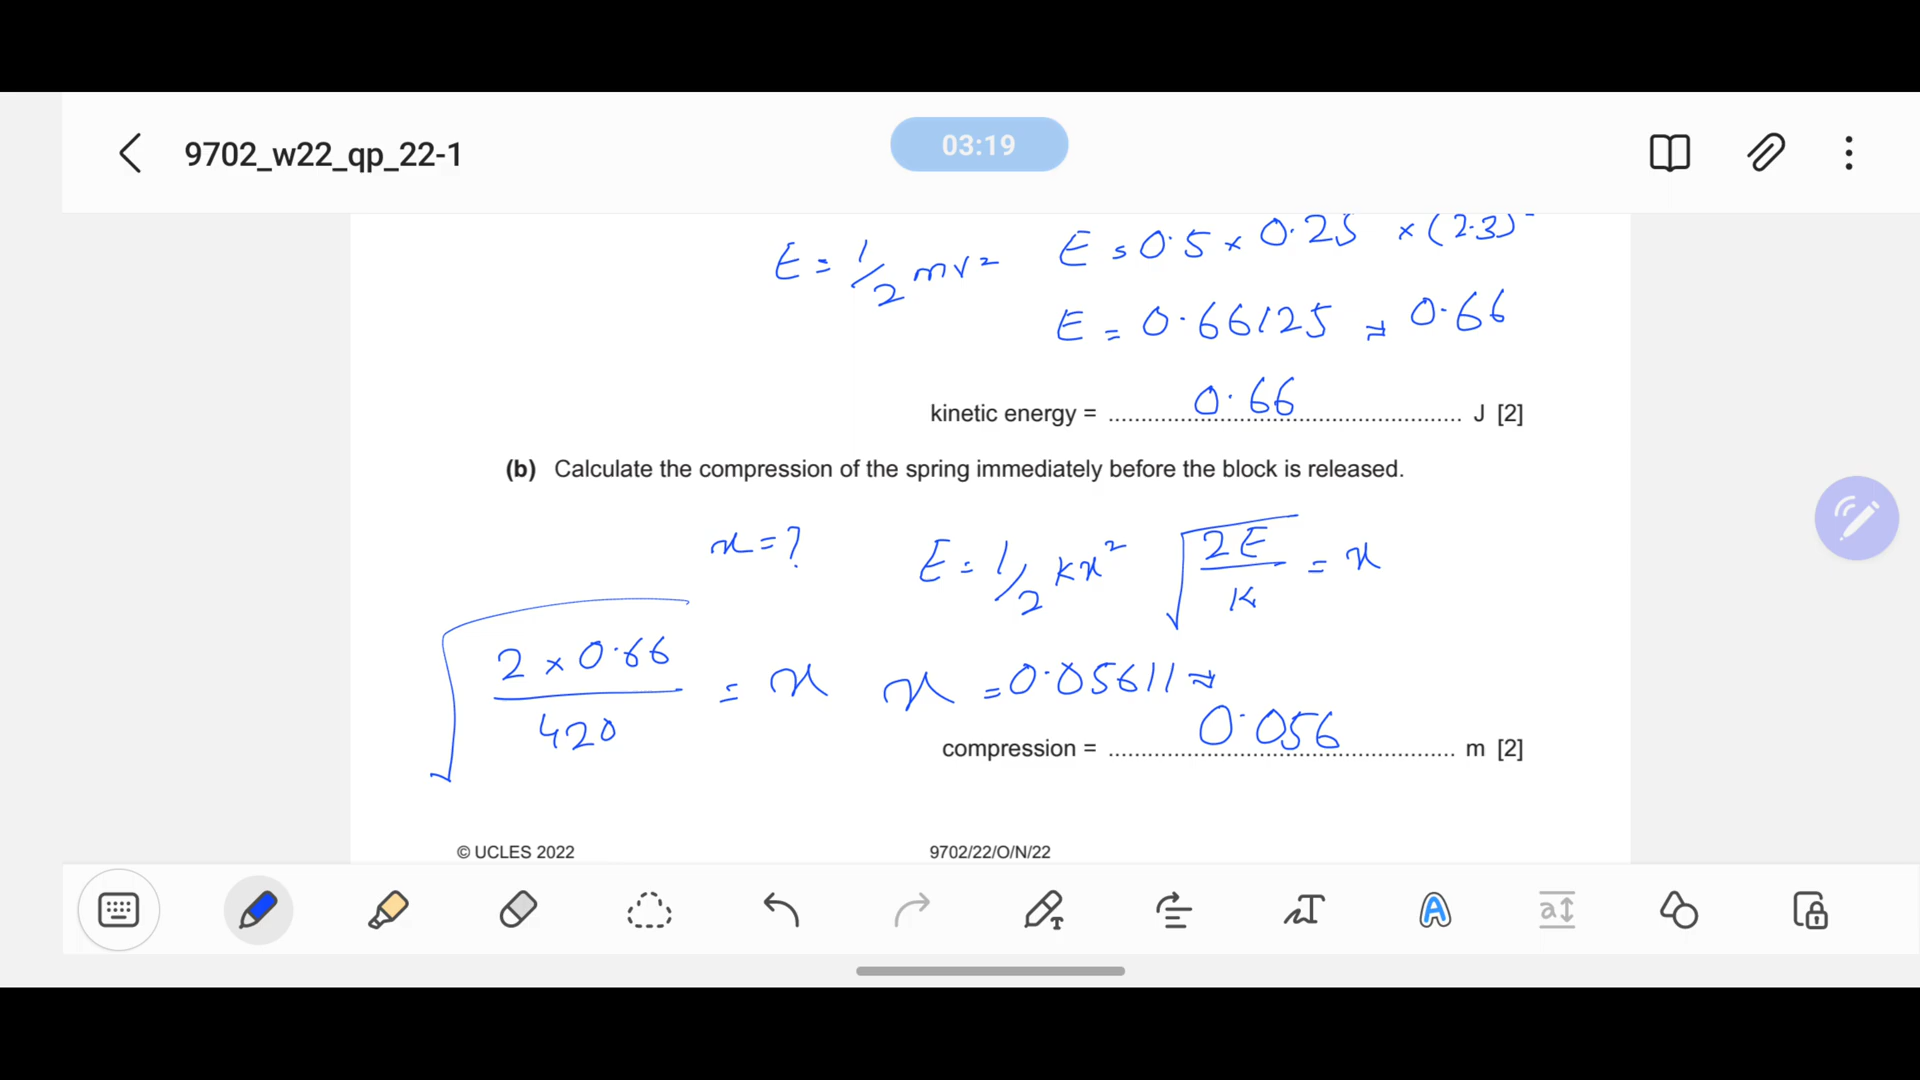 9702_w22_qp_22-1
03:19
E = 1/2 mv² E = 0.5 × 0.25 × (2.3)²
E = 0.66125 ≈ 0.66
kinetic energy = 0.66 J [2]
(b) Calculate the compression of the spring immediately before the block is released.
x = ? E = 1/2 kx² √(2E/K) = x
√(2 × 0.66/420) = x x = 0.05611 ≈
compression = 0.056 m [2]
© UCLES 2022 9702/22/O/N/22